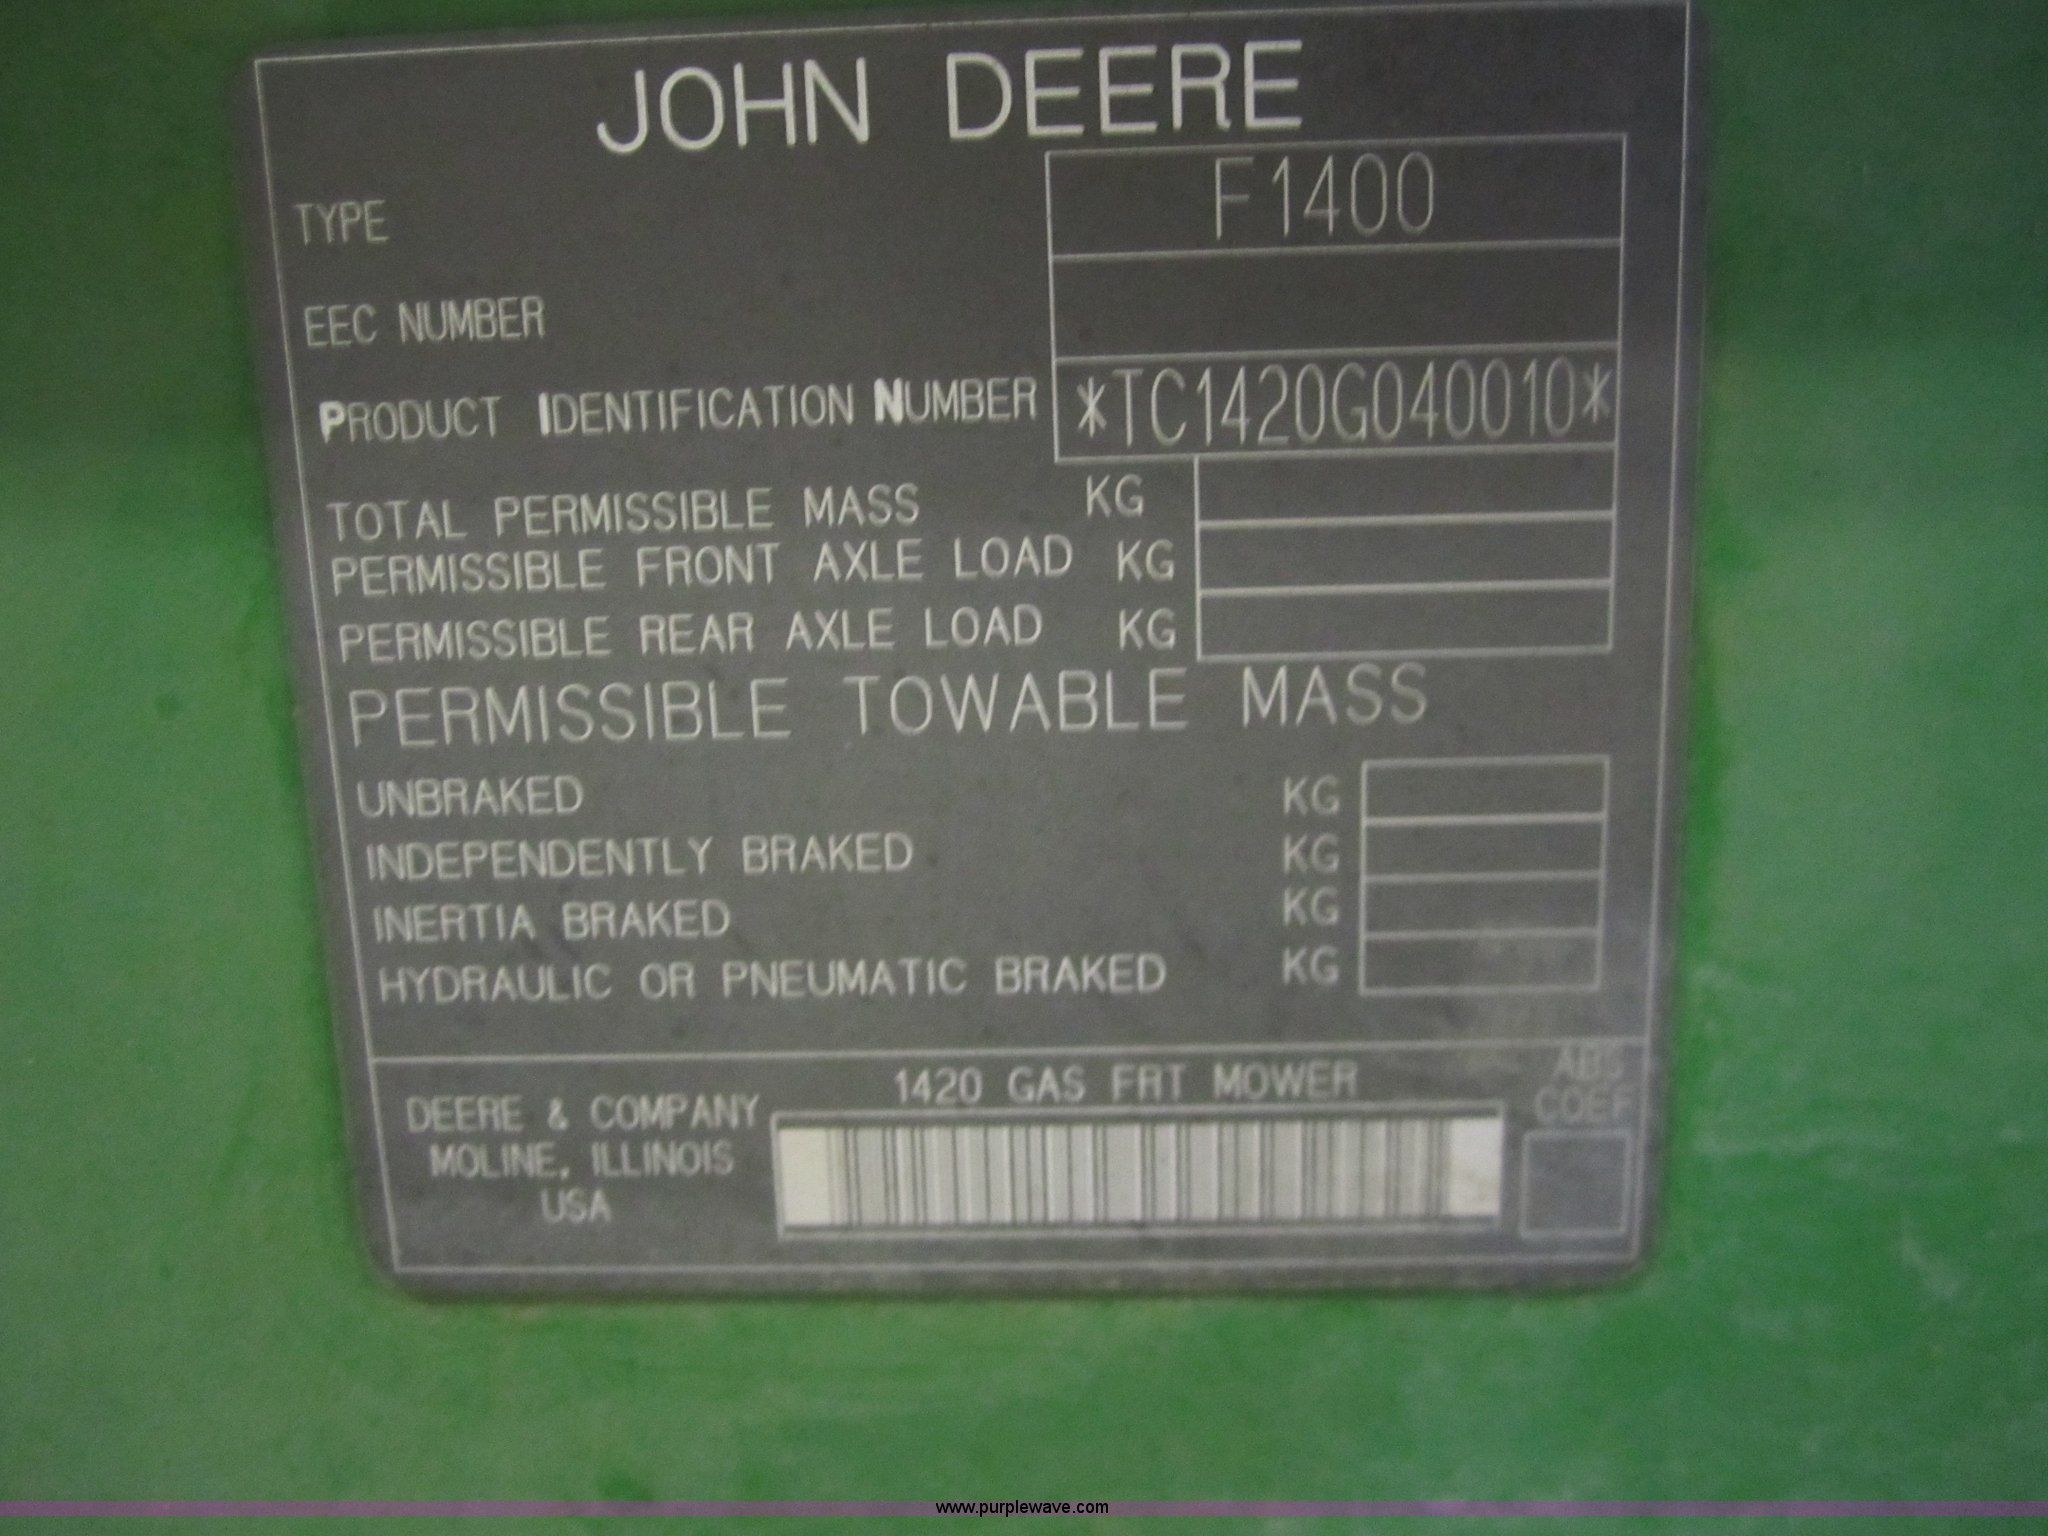 JOHN DEERE
TYPE F1400
EEC NUMBER
PRODUCT IDENTIFICATION NUMBER *TC1420G040010*
TOTAL PERMISSIBLE MASS KG
PERMISSIBLE FRONT AXLE LOAD KG
PERMISSIBLE REAR AXLE LOAD KG
PERMISSIBLE TOWABLE MASS
UNBRAKED KG
INDEPENDENTLY BRAKED KG
INERTIA BRAKED KG
HYDRAULIC OR PNEUMATIC BRAKED KG
1420 GAS FRT MOWER
DEERE & COMPANY
MOLINE, ILLINOIS
USA
ABS
COEF
www.purplewave.com